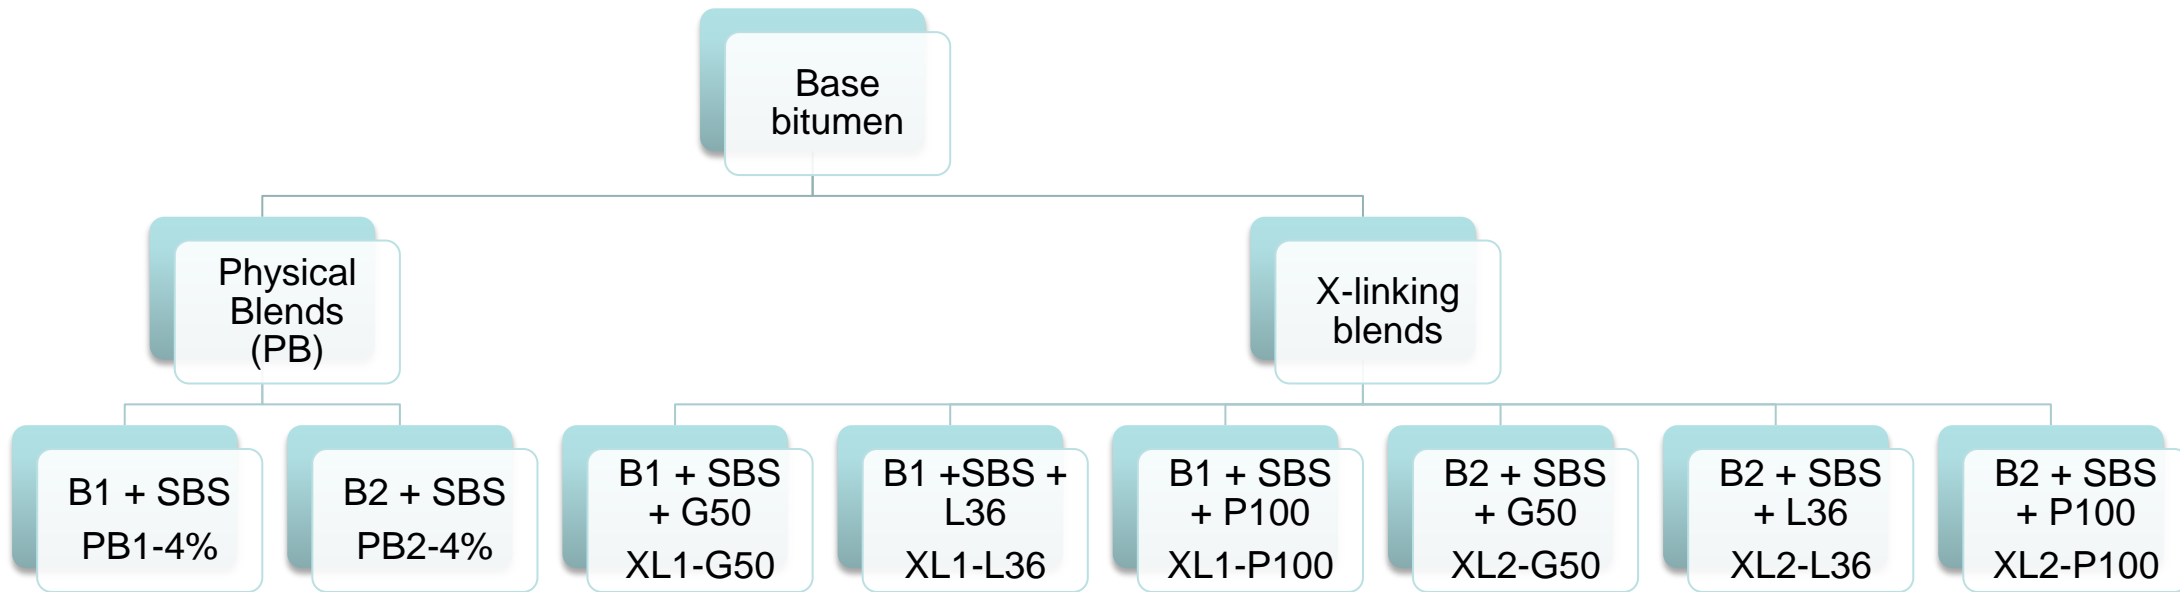 Base
bitumen
Physical
Blends
(PB)
X-linking
blends
B1 + SBS
PB1-4%
B2 + SBS
PB2-4%
B1 + SBS
+ G50
XL1-G50
B1 +SBS +
L36
XL1-L36
B1 + SBS
+ P100
XL1-P100
B2 + SBS
+ G50
XL2-G50
B2 + SBS
+ L36
XL2-L36
B2 + SBS
+ P100
XL2-P100